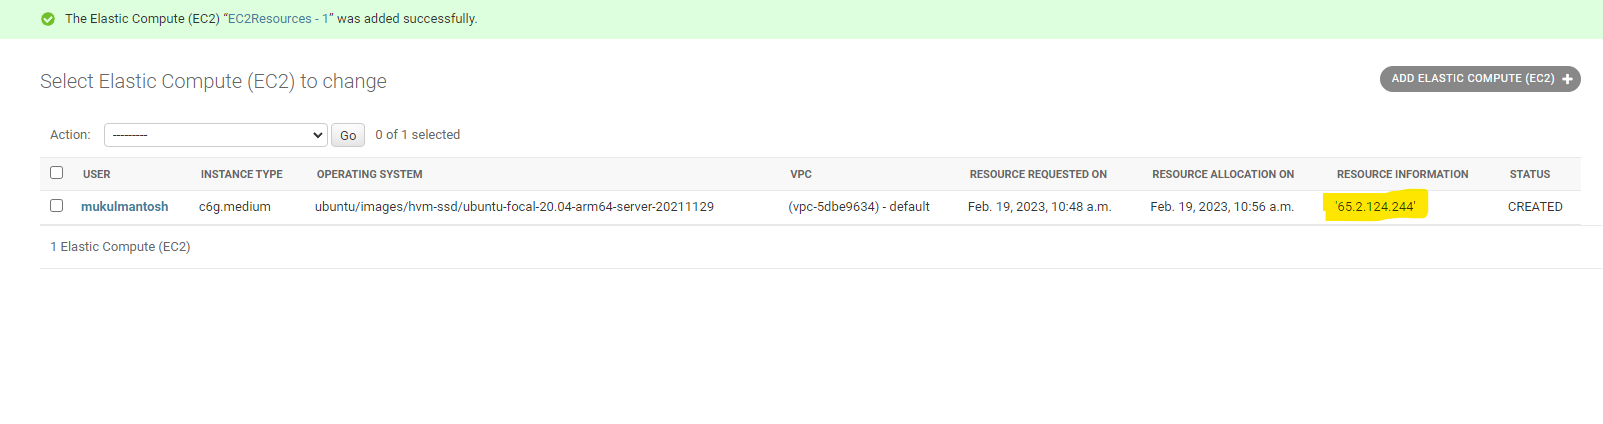 The Elastic Compute (EC2) “EC2Resources - 1” was added successfully.
Select Elastic Compute (EC2) to change
ADD ELASTIC COMPUTE (EC2) +
Action: --------- Go 0 of 1 selected
USER INSTANCE TYPE OPERATING SYSTEM VPC RESOURCE REQUESTED ON RESOURCE ALLOCATION ON RESOURCE INFORMATION STATUS
mukulmantosh c6g.medium ubuntu/images/hvm-ssd/ubuntu-focal-20.04-arm64-server-20211129 (vpc-5dbe9634) - default Feb. 19, 2023, 10:48 a.m. Feb. 19, 2023, 10:56 a.m. '65.2.124.244' CREATED
1 Elastic Compute (EC2)